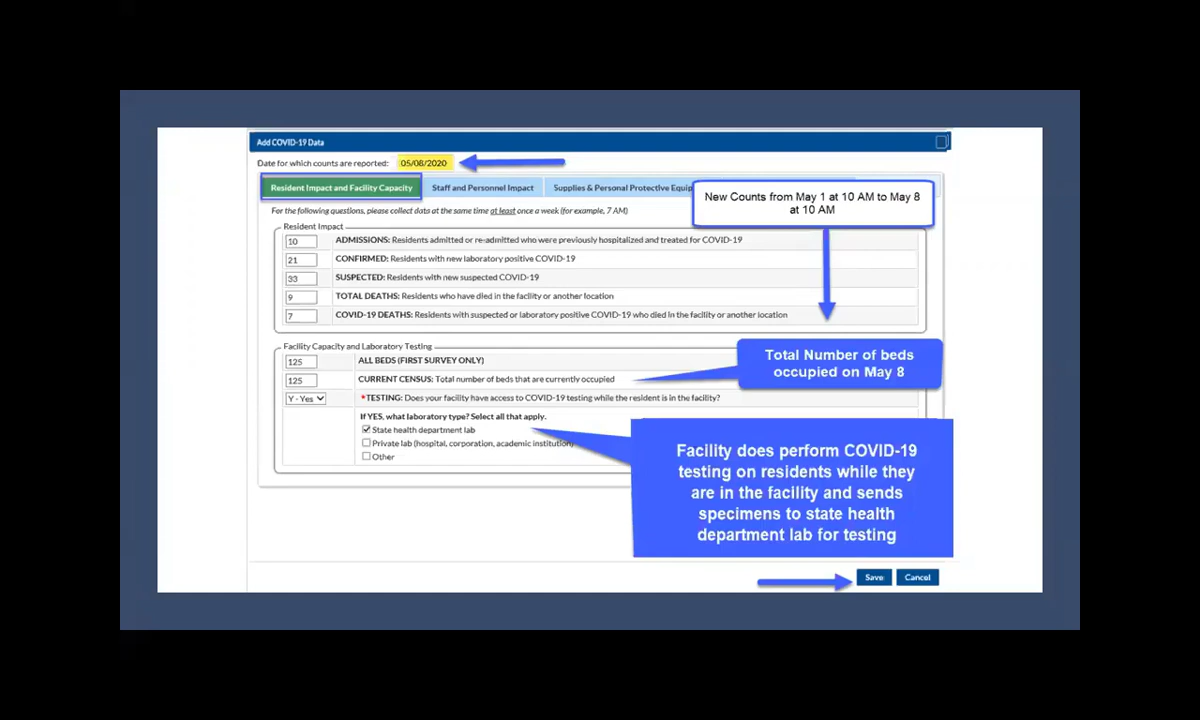 Add COVID-19 Data
Date for which counts are reported: 05/08/2020
Resident Impact and Facility Capacity Staff and Personnel Impact Supplies & Personal Protective Equip
New Counts from May 1 at 10 AM to May 8
at 10 AM
For the following questions, please collect data at the same time at least once a week (for example, 7 AM)
Resident Impact
10 ADMISSIONS: Residents admitted or re-admitted who were previously hospitalized and treated for COVID-19
21 CONFIRMED: Residents with new laboratory positive COVID-19
33 SUSPECTED: Residents with new suspected COVID-19
9 TOTAL DEATHS: Residents who have died in the facility or another location
7 COVID-19 DEATHS: Residents with suspected or laboratory positive COVID-19 who died in the facility or another location
Facility Capacity and Laboratory Testing
125 ALL BEDS (FIRST SURVEY ONLY)
125 CURRENT CENSUS: Total number of beds that are currently occupied
Total Number of beds
occupied on May 8
Y - Yes *TESTING: Does your facility have access to COVID-19 testing while the resident is in the facility?
If YES, what laboratory type? Select all that apply.
State health department lab
Private lab (hospital, corporation, academic institution)
Other
Facility does perform COVID-19
testing on residents while they
are in the facility and sends
specimens to state health
department lab for testing
Save Cancel